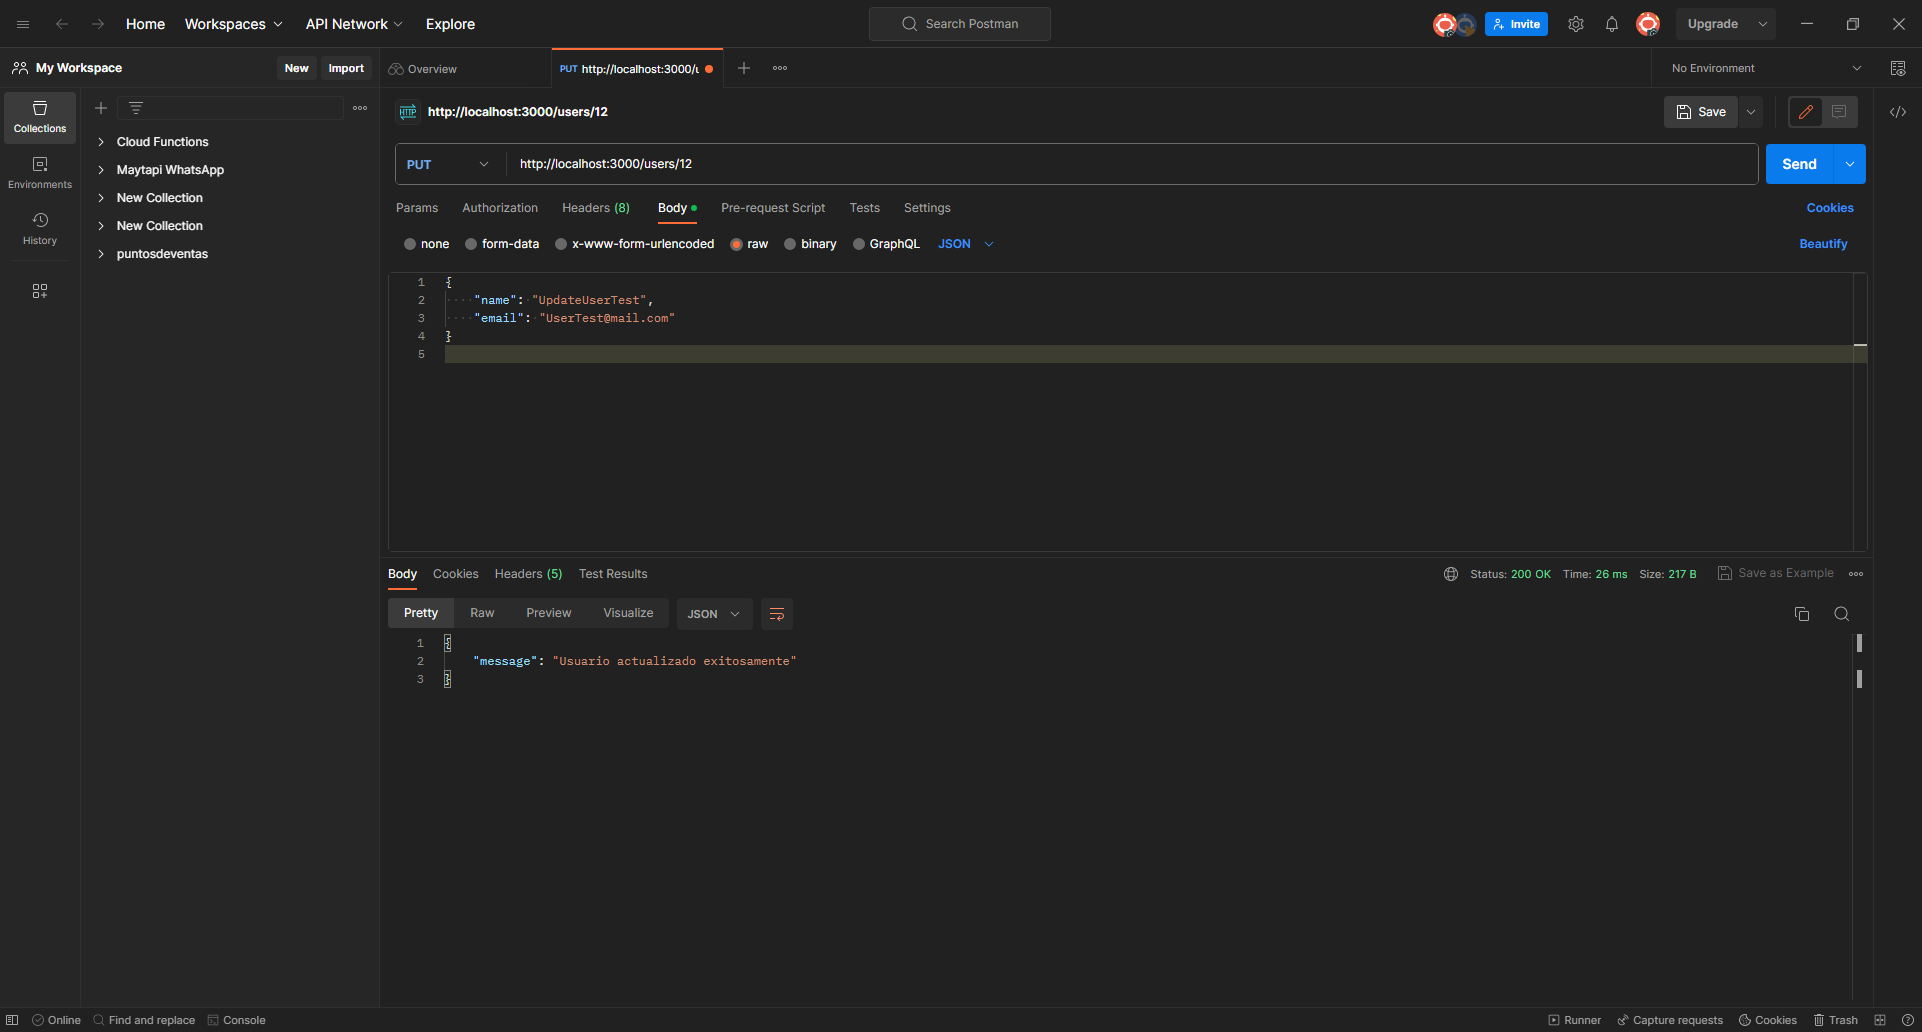 Home Workspaces API Network Explore Search Postman Invite Upgrade
My Workspace New Import Overview PUT http://localhost:3000/u No Environment
Collections
Environments
History
Cloud Functions
Maytapi WhatsApp
New Collection
New Collection
puntosdeventas
HTTP http://localhost:3000/users/12 Save
PUT http://localhost:3000/users/12 Send
Params Authorization Headers (8) Body Pre-request Script Tests Settings Cookies
none form-data x-www-form-urlencoded raw binary GraphQL JSON Beautify
1 {
2 "name": "UpdateUserTest",
3 "email": "UserTest@mail.com"
4 }
5
Body Cookies Headers (5) Test Results Status: 200 OK Time: 26 ms Size: 217 B Save as Example
Pretty Raw Preview Visualize JSON
1 {
2 "message": "Usuario actualizado exitosamente"
3 }
Online Find and replace Console Runner Capture requests Cookies Trash